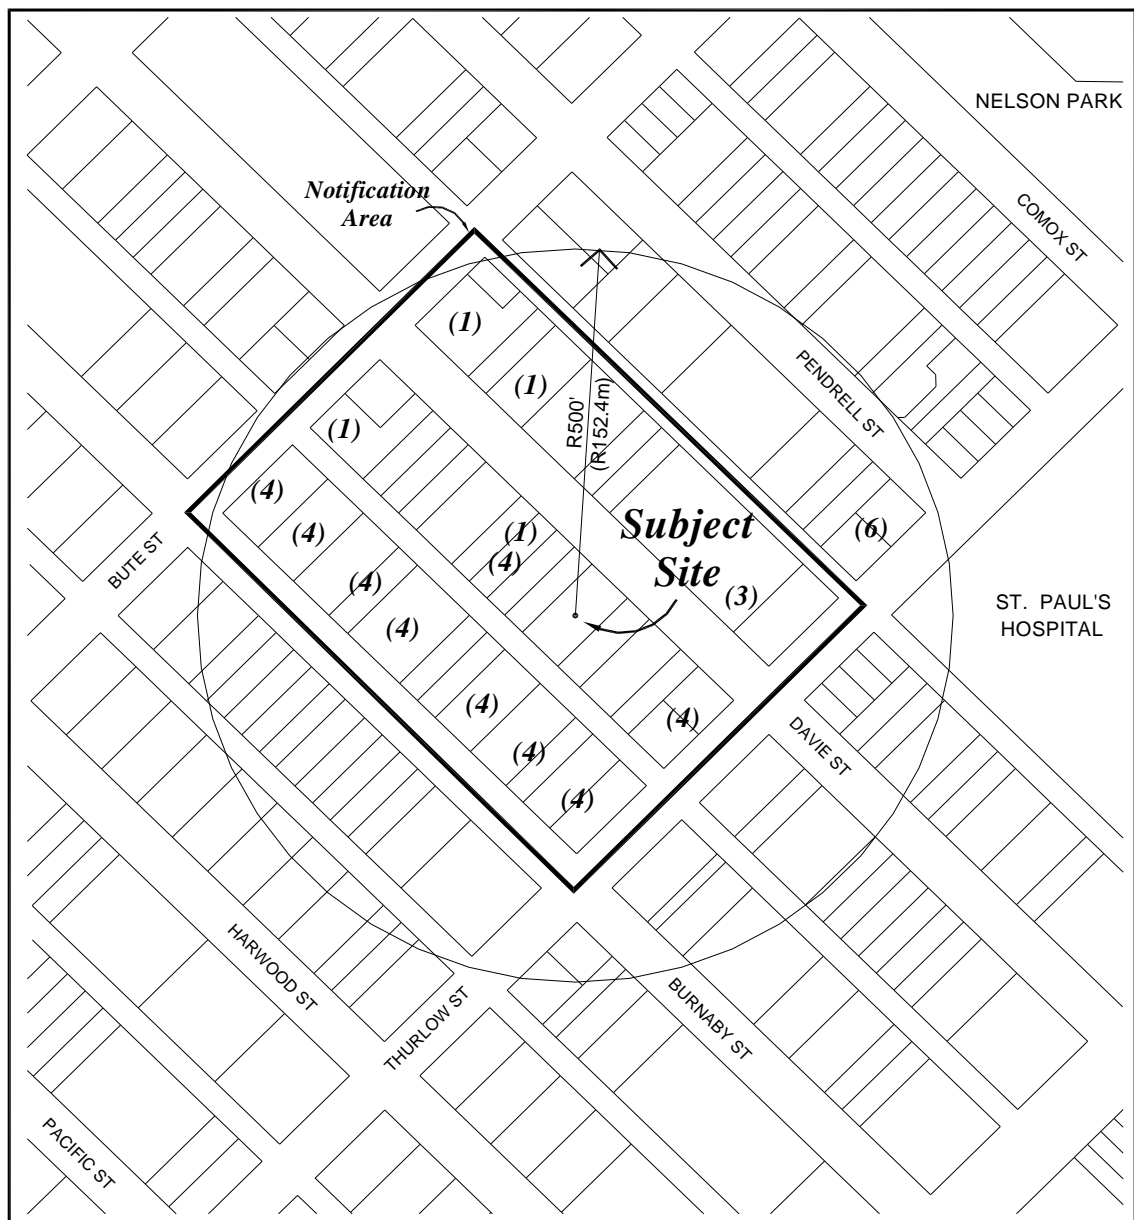 NELSON PARK
COMOX ST
Notification
Area
(1)
(1)
PENDRELL ST
R500'
(R152.4m)
(1)
(4)
(4)
(1)
(4)
Subject
Site
(6)
BUTE ST
(4)
(3)
ST. PAUL'S
HOSPITAL
(4)
(4)
(4)
(4)
DAVIE ST
(4)
(4)
HARWOOD ST
THURLOW ST
BURNABY ST
PACIFIC ST